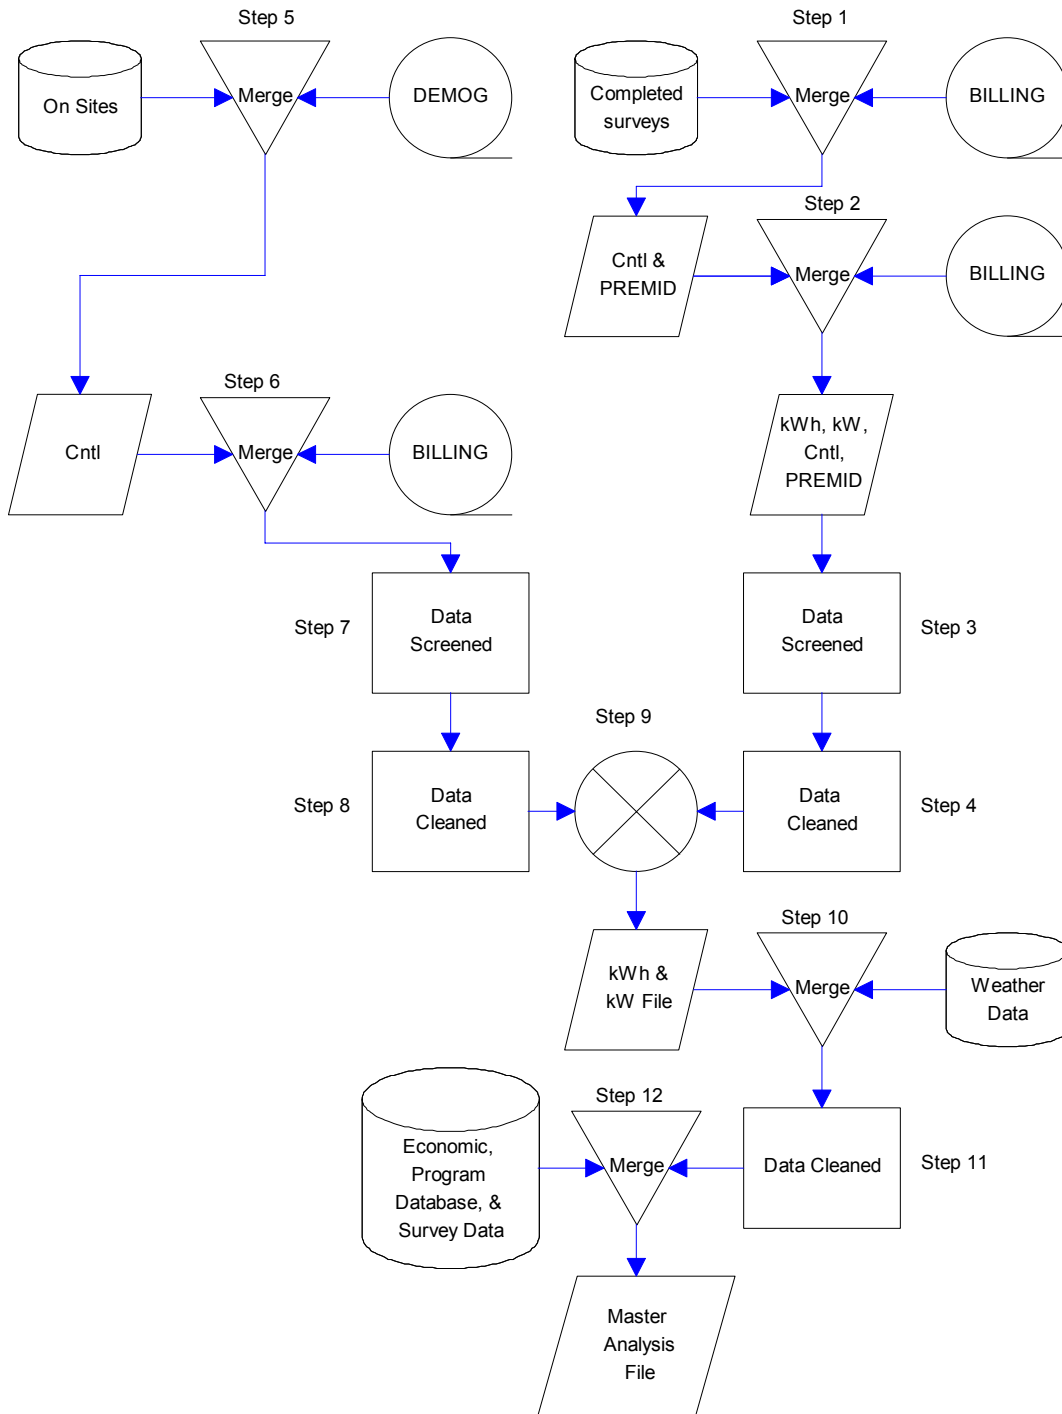 Step 5
Step 1
On Sites
Merge
DEMOG
Completed
surveys
Merge
BILLING
Step 2
Cntl &
PREMID
Merge
BILLING
Step 6
Cntl
Merge
BILLING
kWh, kW,
Cntl,
PREMID
Step 7
Data
Screened
Data
Screened
Step 3
Step 9
Step 8
Data
Cleaned
Data
Cleaned
Step 4
Step 10
kWh &
kW File
Merge
Weather
Data
Step 12
Economic,
Program
Database, &
Survey Data
Merge
Data Cleaned
Step 11
Master
Analysis
File